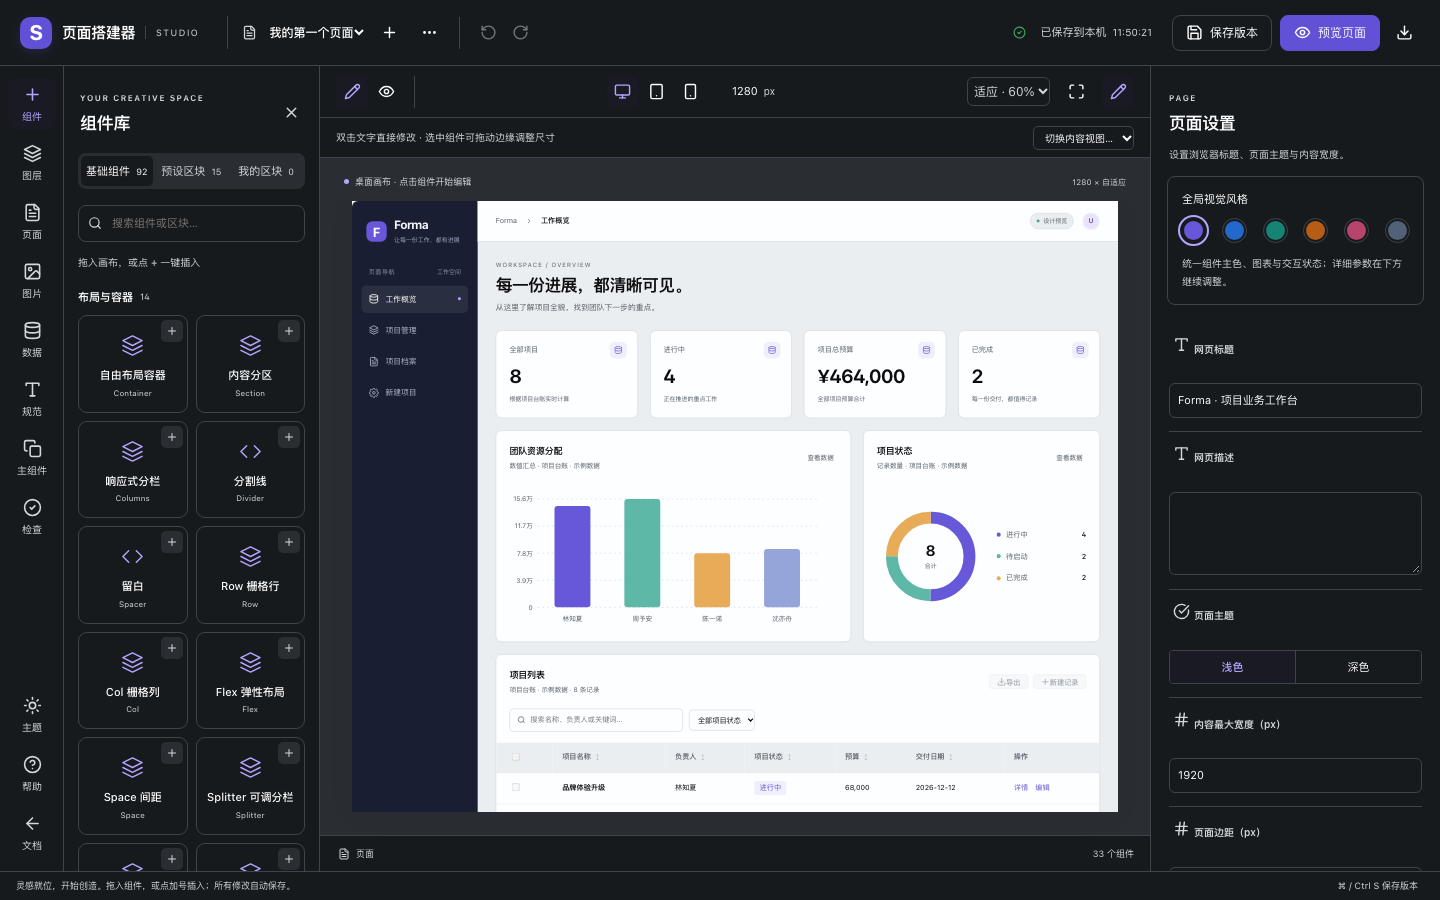 S 页面搭建器 STUDIO
我的第一个页面
已保存到本机 11:50:21
保存版本
预览页面
组件
图层
页面
图片
数据
规范
主组件
检查
主题
帮助
文档
YOUR CREATIVE SPACE
组件库
基础组件 92 预设区块 15 我的区块 0
搜索组件或区块...
拖入画布，或点 + 一键插入
布局与容器 14
自由布局容器
Container
内容分区
Section
响应式分栏
Columns
分割线
Divider
留白
Spacer
Row 栅格行
Row
Col 栅格列
Col
Flex 弹性布局
Flex
Space 间距
Space
Splitter 可调分栏
Splitter
1280 px
适应 · 60%
双击文字直接修改 · 选中组件可拖动边缘调整尺寸
切换内容视图...
桌面画布 · 点击组件开始编辑
1280 × 自适应
F Forma
让每一份工作，都有进展
页面导航 工作空间
工作概览
项目管理
项目档案
新建项目
Forma › 工作概览
设计预览 U
WORKSPACE / OVERVIEW
每一份进展，都清晰可见。
从这里了解项目全貌，找到团队下一步的重点。
全部项目
8
根据项目台账实时计算
进行中
4
正在推进的重点工作
项目总预算
¥464,000
全部项目预算合计
已完成
2
每一份交付，都值得记录
团队资源分配
数值汇总 · 项目台账 · 示例数据
查看数据
15.6万
11.7万
7.8万
3.9万
0
林知夏 周予安 陈一诺 沈亦舟
项目状态
记录数量 · 项目台账 · 示例数据
查看数据
8
合计
进行中 4
待启动 2
已完成 2
项目列表
项目台账 · 示例数据 · 8 条记录
导出 新建记录
搜索名称、负责人或关键词...
全部项目状态
项目名称 负责人 项目状态 预算 交付日期 操作
品牌体验升级 林知夏 进行中 68,000 2026-12-12 详情 编辑
页面
33 个组件
PAGE
页面设置
设置浏览器标题、页面主题与内容宽度。
全局视觉风格
统一组件主色、图表与交互状态；详细参数在下方
继续调整。
网页标题
Forma · 项目业务工作台
网页描述
页面主题
浅色 深色
内容最大宽度（px）
1920
页面边距（px）
灵感就位，开始创造。拖入组件，或点加号插入；所有修改自动保存。
⌘ / Ctrl S 保存版本